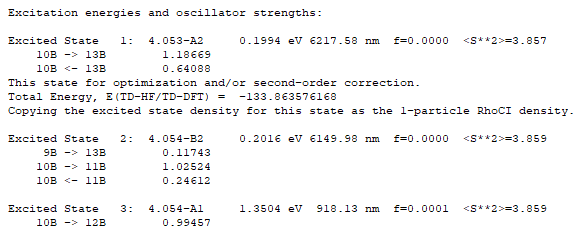 Excitation energies and oscillator strengths:
Excited State 1: 4.053-A2 0.1994 eV 6217.58 nm f=0.0000 <S**2>=3.857
10B -> 13B 1.18669
10B <- 13B 0.64088
This state for optimization and/or second-order correction.
Total Energy, E(TD-HF/TD-DFT) = -133.863576168
Copying the excited state density for this state as the 1-particle RhoCI density.
Excited State 2: 4.054-B2 0.2016 eV 6149.98 nm f=0.0000 <S**2>=3.859
9B -> 13B 0.11743
10B -> 11B 1.02524
10B <- 11B 0.24612
Excited State 3: 4.054-A1 1.3504 eV 918.13 nm f=0.0001 <S**2>=3.859
10B -> 12B 0.99457